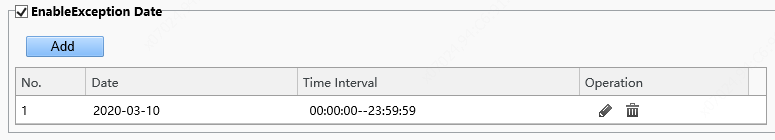 EnableException Date
Add
No. Date Time Interval Operation
1 2020-03-10 00:00:00--23:59:59